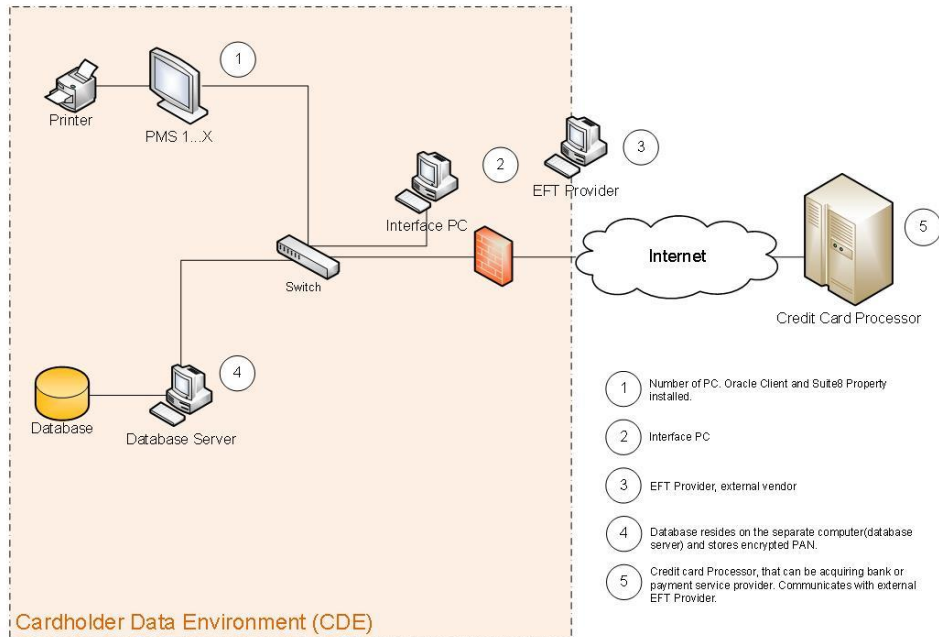 1
Printer
PMS 1...X
2
3
EFT Provider
Interface PC
5
Internet
Switch
Credit Card Processor
4
Database
Database Server
1 Number of PC. Oracle Client and Suite8 Property
installed.
2 Interface PC
3 EFT Provider, external vendor
4 Database resides on the separate computer(database
server) and stores encrypted PAN.
5 Credit card Processor, that can be acquiring bank or
payment service provider. Communicates with external
EFT Provider.
Cardholder Data Environment (CDE)